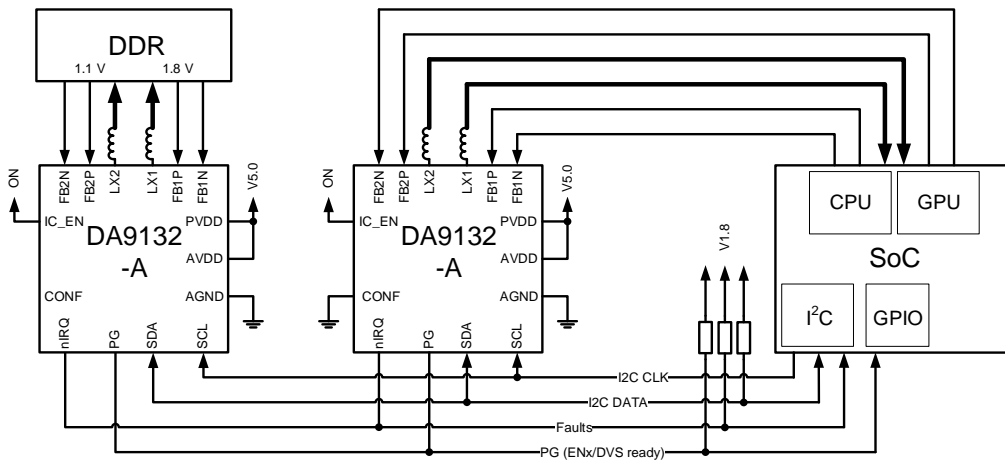 DDR
1.1 V 1.8 V
FB2N
FB2P
LX2
LX1
FB1P
FB1N
ON
V5.0
IC_EN
PVDD
DA9132
-A
AVDD
CONF
AGND
nIRQ
PG
SDA
SCL
FB2N
FB2P
LX2
LX1
FB1P
FB1N
ON
V5.0
IC_EN
PVDD
DA9132
-A
AVDD
CONF
AGND
nIRQ
PG
SDA
SCL
V1.8
CPU
GPU
SoC
I²C
GPIO
I2C CLK
I2C DATA
Faults
PG (ENx/DVS ready)